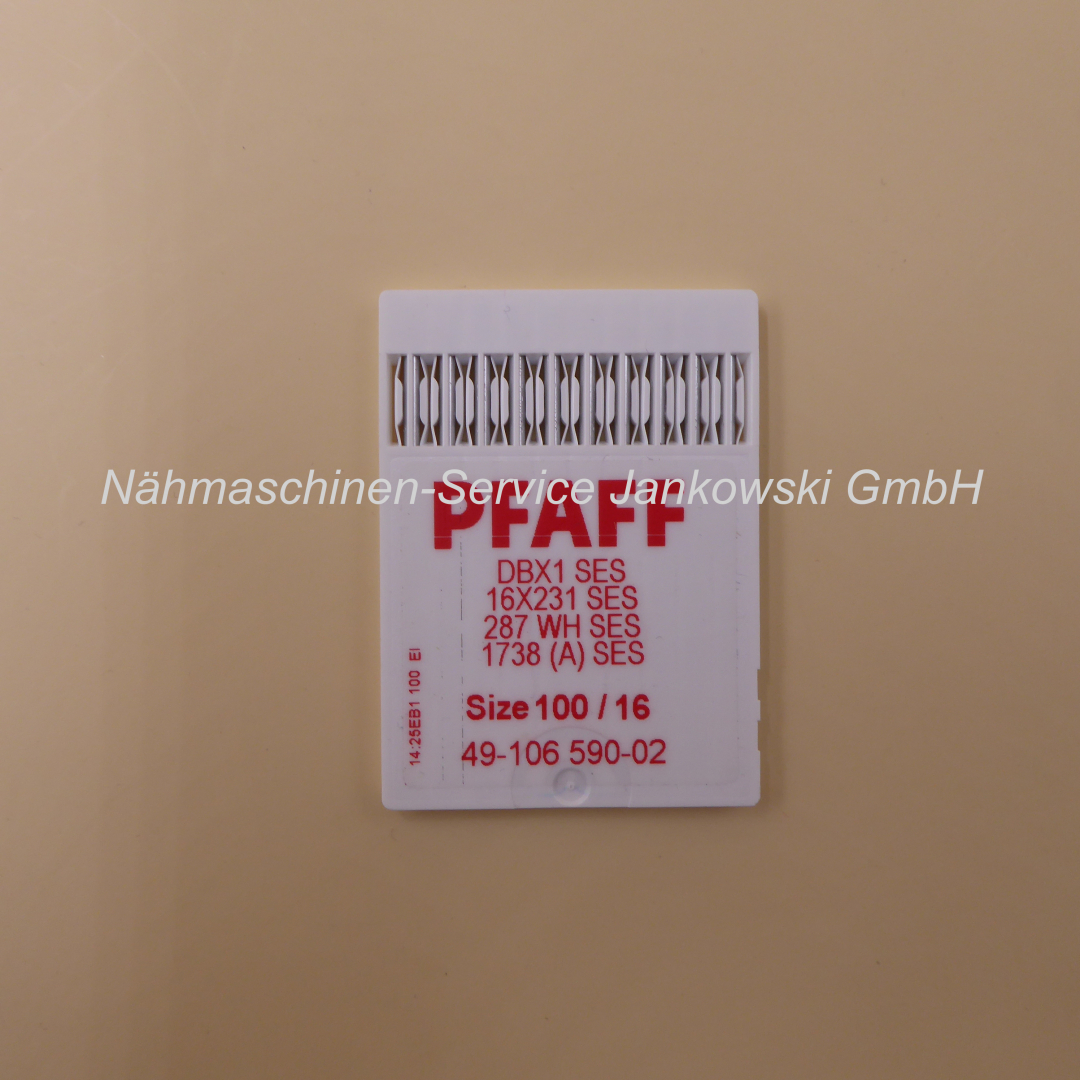 Nähmaschinen-Service Jankowski GmbH
PFAFF
DBX1 SES
16X231 SES
287 WH SES
1738 (A) SES
Size 100 / 16
49-106 590-02
14:25EB1 100 EI